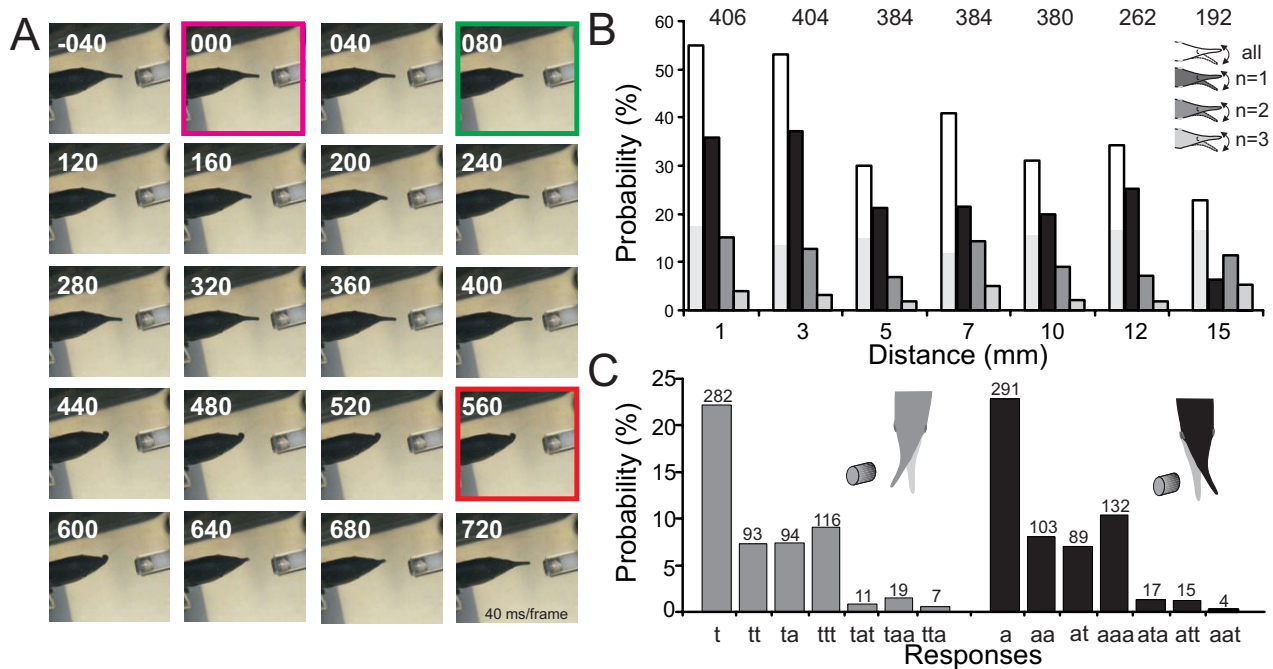 A
-040 000 040 080
120 160 200 240
280 320 360 400
440 480 520 560
600 640 680 720
40 ms/frame
B
406 404 384 384 380 262 192
all
n=1
n=2
n=3
Probability (%)
60
50
40
30
20
10
0
1 3 5 7 10 12 15
Distance (mm)
C
Probability (%)
25
20
15
10
5
0
282 93 94 116 11 19 7 291 103 89 132 17 15 4
t tt ta ttt tat taa tta a aa at aaa ata att aat
Responses